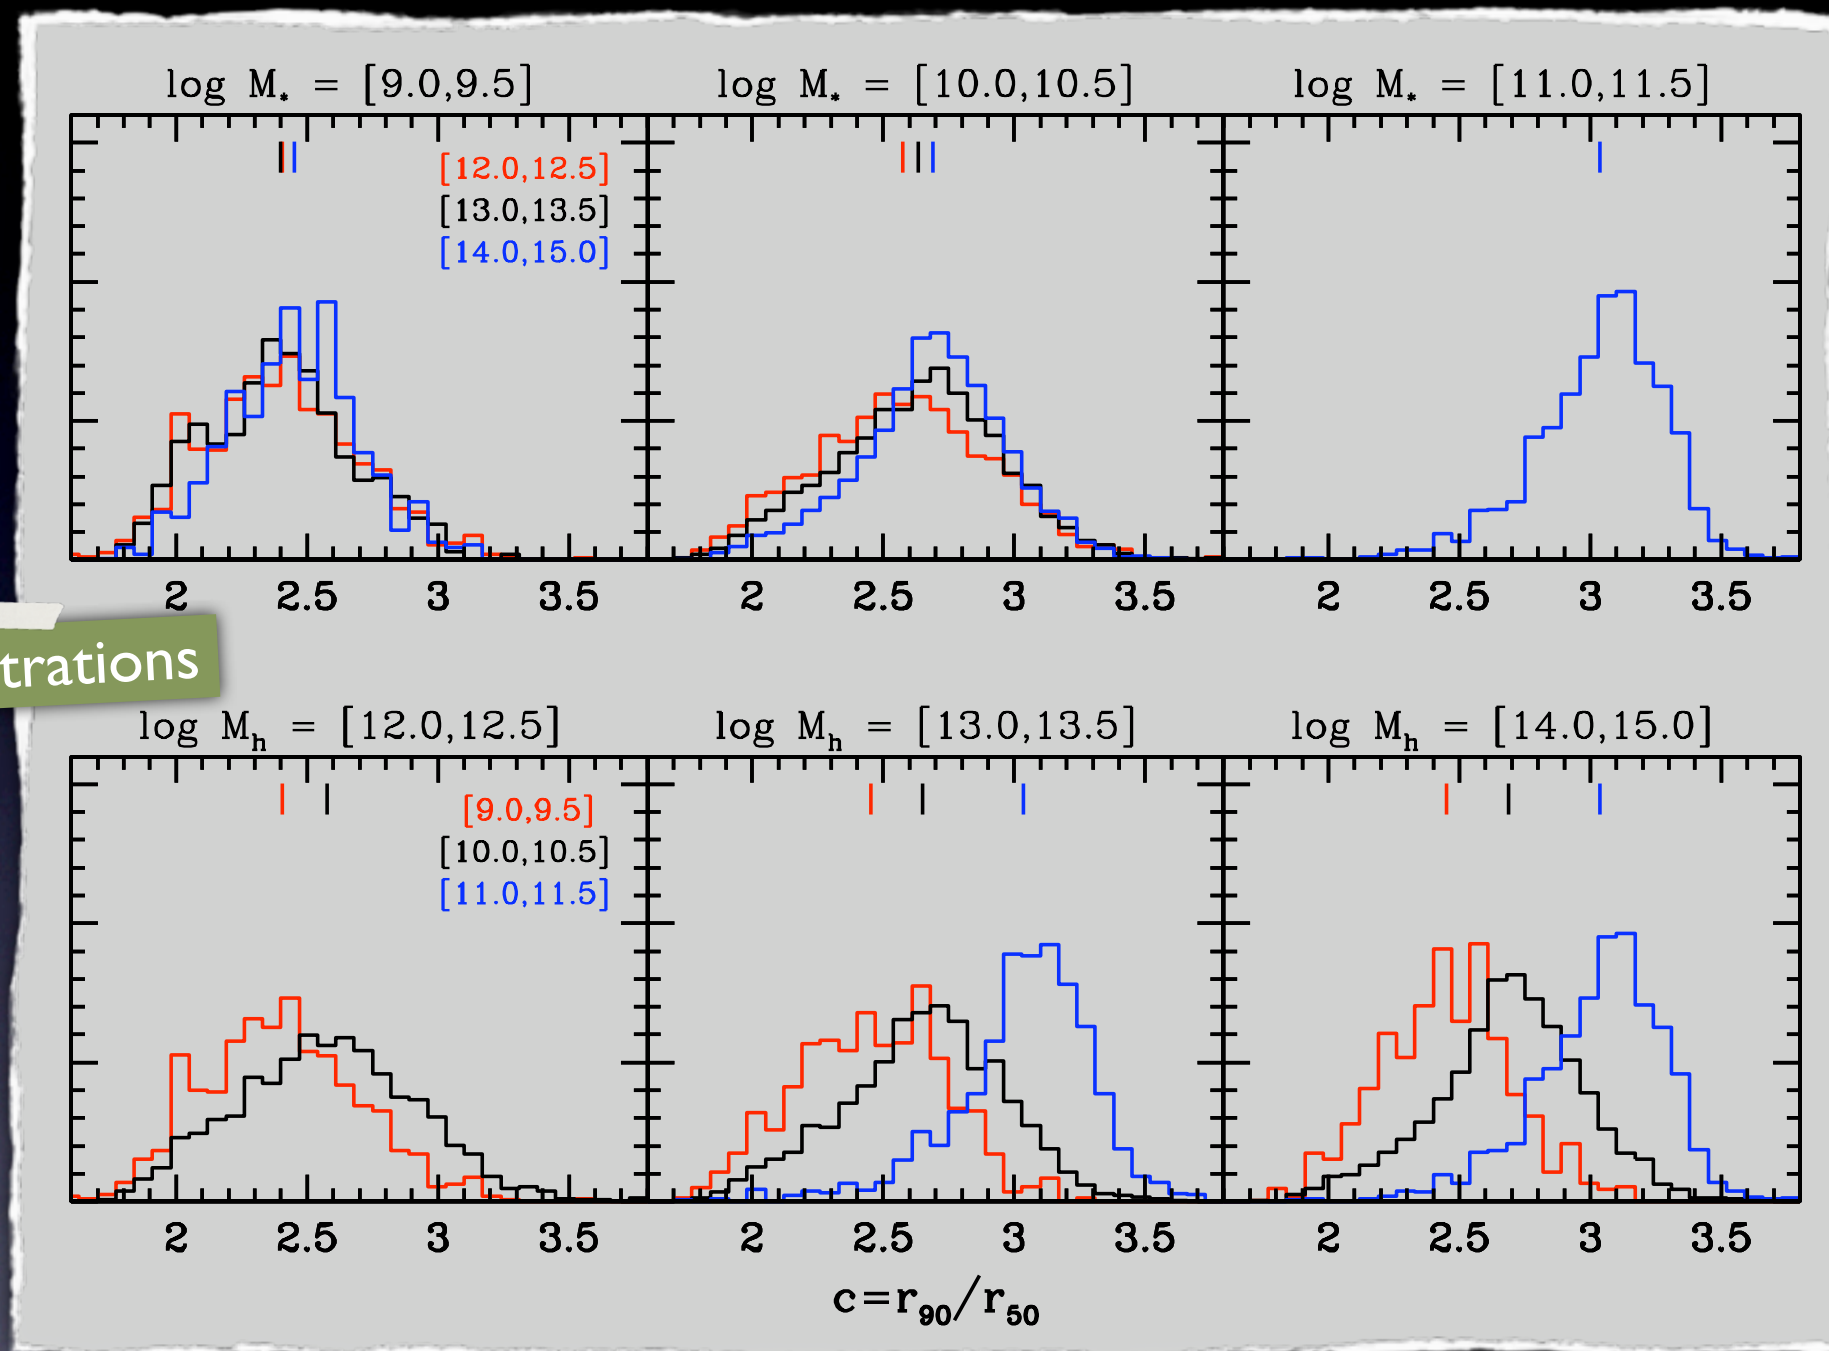 log M* = [9.0,9.5] log M* = [10.0,10.5] log M* = [11.0,11.5]
[12.0,12.5]
[13.0,13.5]
[14.0,15.0]
2 2.5 3 3.5 2 2.5 3 3.5 2 2.5 3 3.5
trations
log Mh = [12.0,12.5] log Mh = [13.0,13.5] log Mh = [14.0,15.0]
[9.0,9.5]
[10.0,10.5]
[11.0,11.5]
2 2.5 3 3.5 2 2.5 3 3.5 2 2.5 3 3.5
c=r90/r50